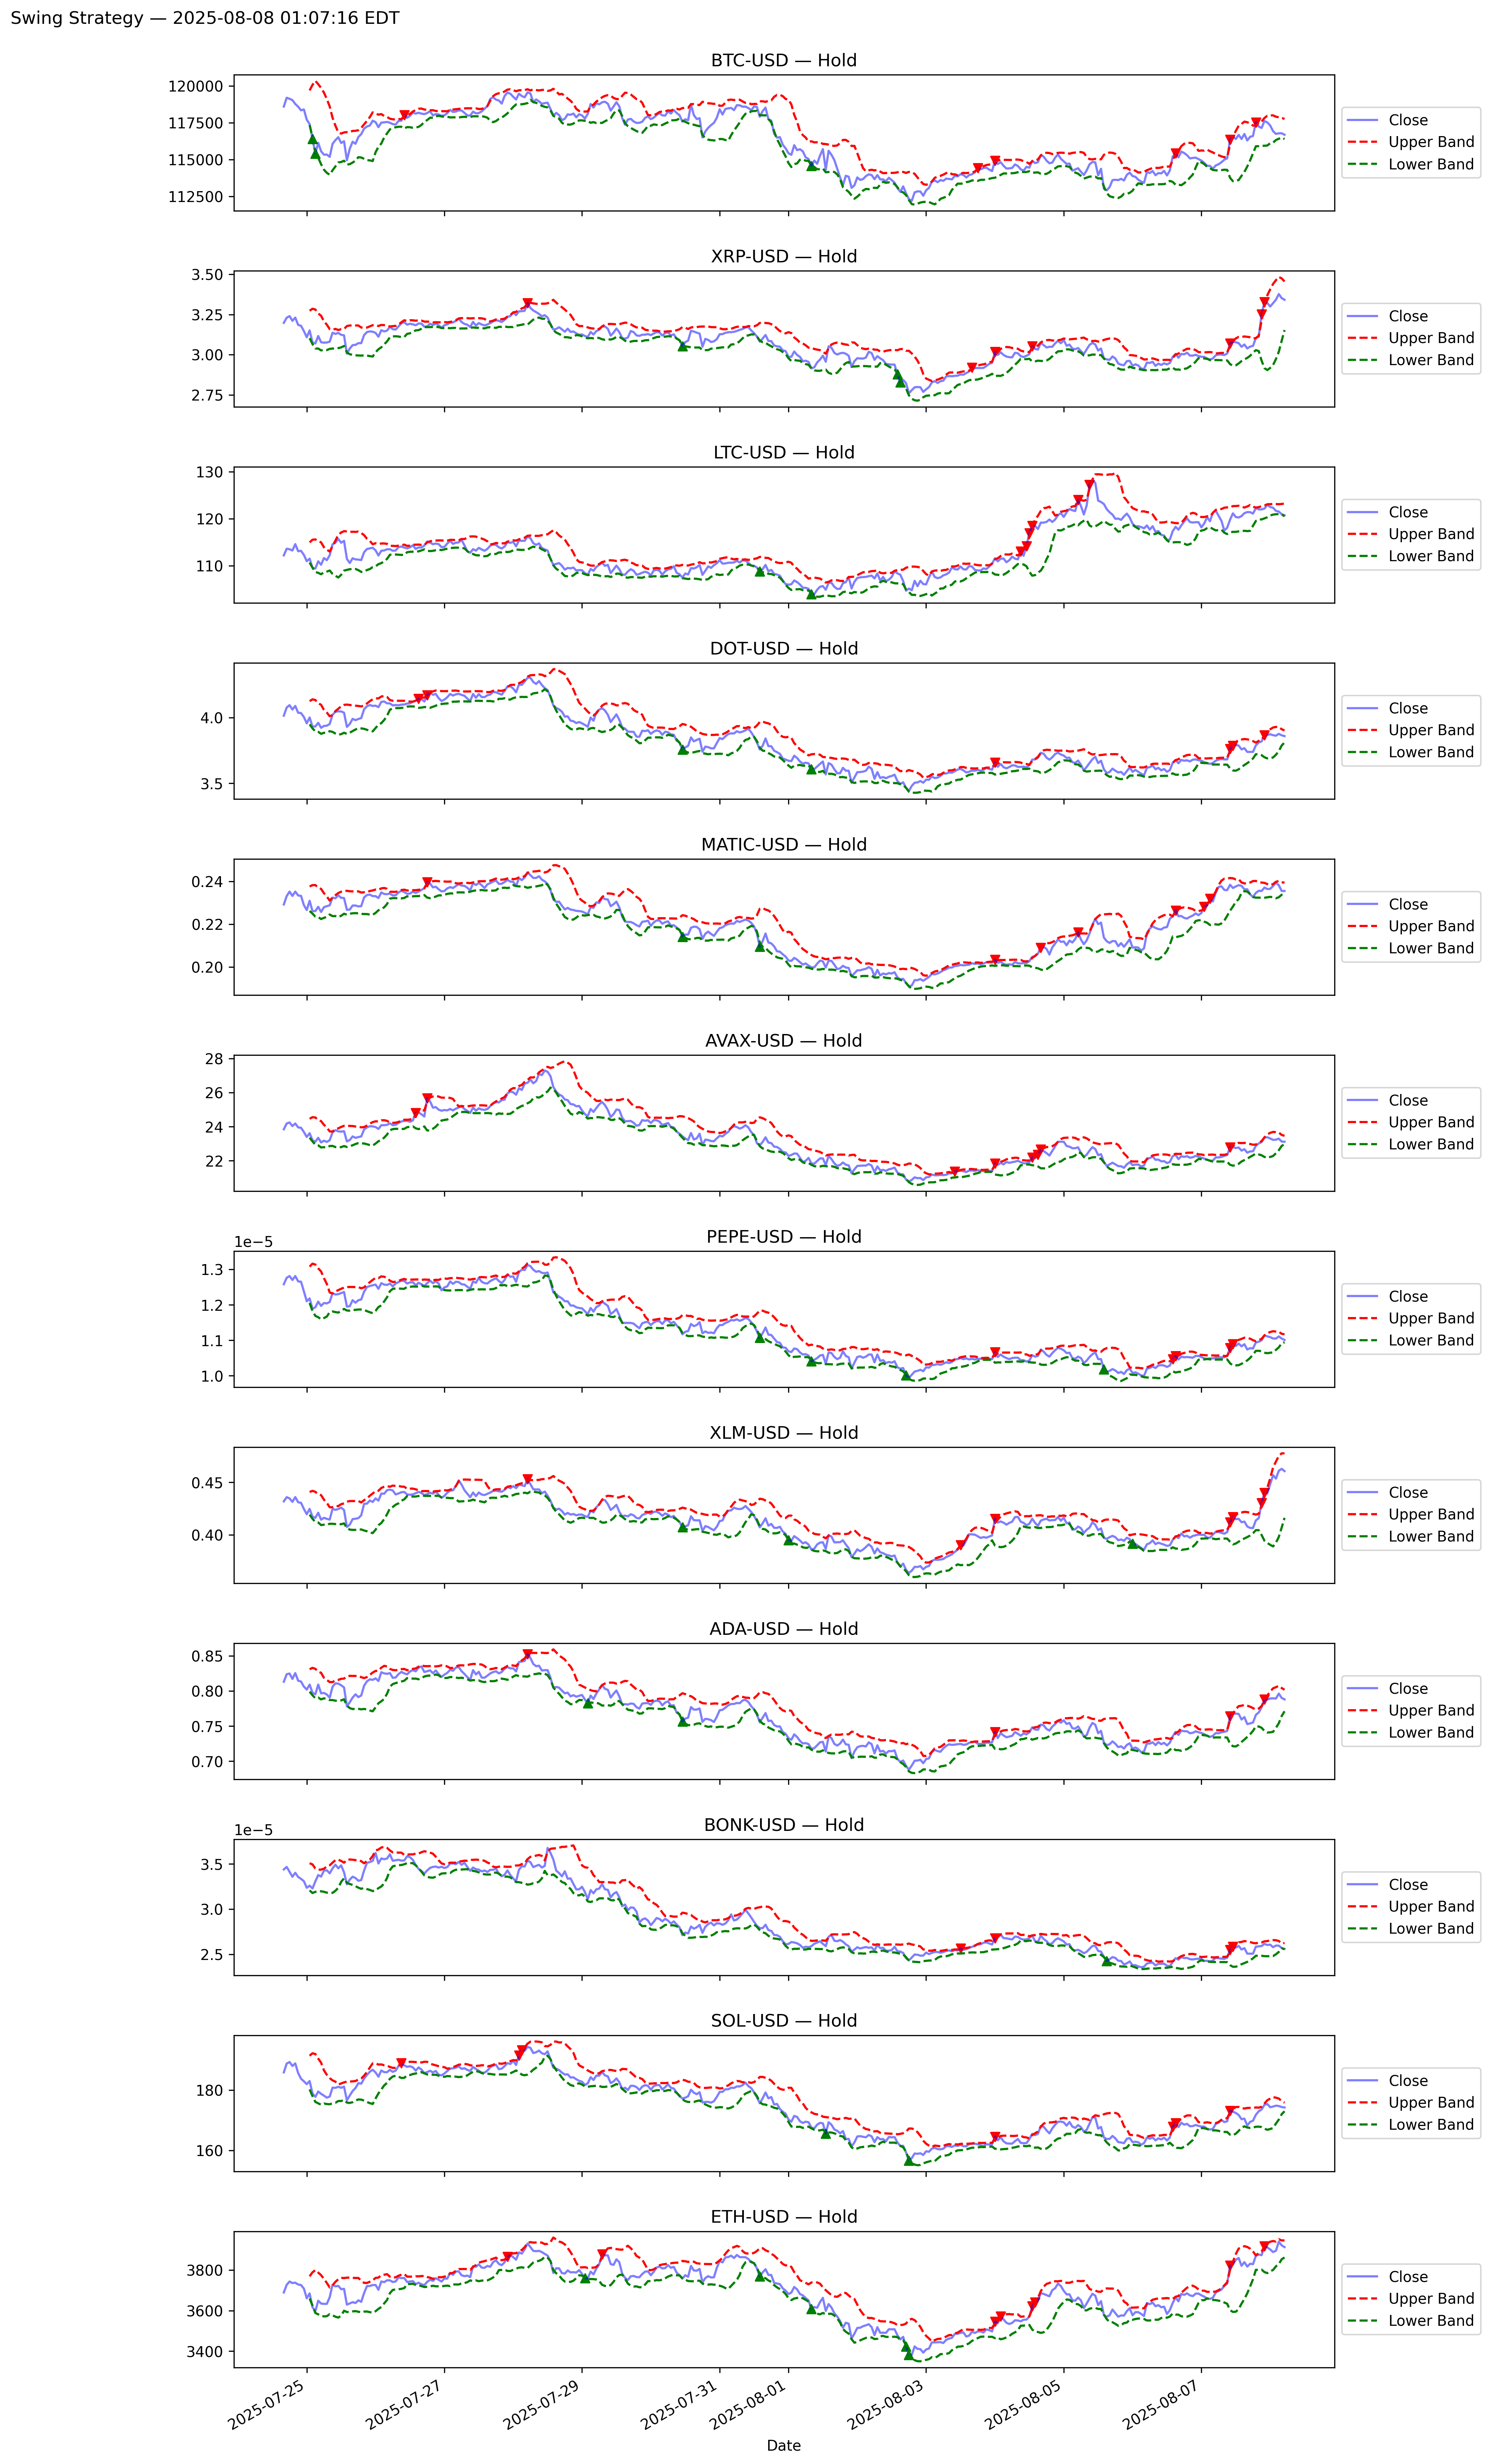 Swing Strategy — 2025-08-08 01:07:16 EDT
BTC-USD — Hold
120000
117500
115000
112500
Close
Upper Band
Lower Band
XRP-USD — Hold
3.50
3.25
3.00
2.75
Close
Upper Band
Lower Band
LTC-USD — Hold
130
120
110
Close
Upper Band
Lower Band
DOT-USD — Hold
4.0
3.5
Close
Upper Band
Lower Band
MATIC-USD — Hold
0.24
0.22
0.20
Close
Upper Band
Lower Band
AVAX-USD — Hold
28
26
24
22
Close
Upper Band
Lower Band
PEPE-USD — Hold
1e−5
1.3
1.2
1.1
1.0
Close
Upper Band
Lower Band
XLM-USD — Hold
0.45
0.40
Close
Upper Band
Lower Band
ADA-USD — Hold
0.85
0.80
0.75
0.70
Close
Upper Band
Lower Band
BONK-USD — Hold
1e−5
3.5
3.0
2.5
Close
Upper Band
Lower Band
SOL-USD — Hold
180
160
Close
Upper Band
Lower Band
ETH-USD — Hold
3800
3600
3400
Close
Upper Band
Lower Band
2025-07-25
2025-07-27
2025-07-29
2025-07-31
2025-08-01
2025-08-03
2025-08-05
2025-08-07
Date